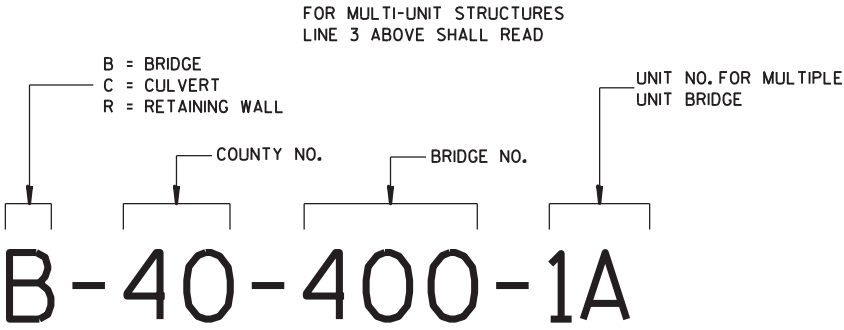 FOR MULTI-UNIT STRUCTURES
LINE 3 ABOVE SHALL READ
B = BRIDGE
C = CULVERT
R = RETAINING WALL
UNIT NO. FOR MULTIPLE
UNIT BRIDGE
COUNTY NO.
BRIDGE NO.
B-40-400-1A